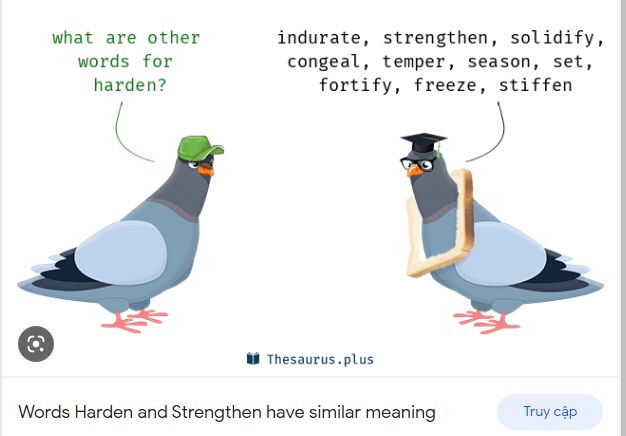 what are other
words for
harden?
indurate, strengthen, solidify,
congeal, temper, season, set,
fortify, freeze, stiffen
Thesaurus.plus
Words Harden and Strengthen have similar meaning
Truy cập